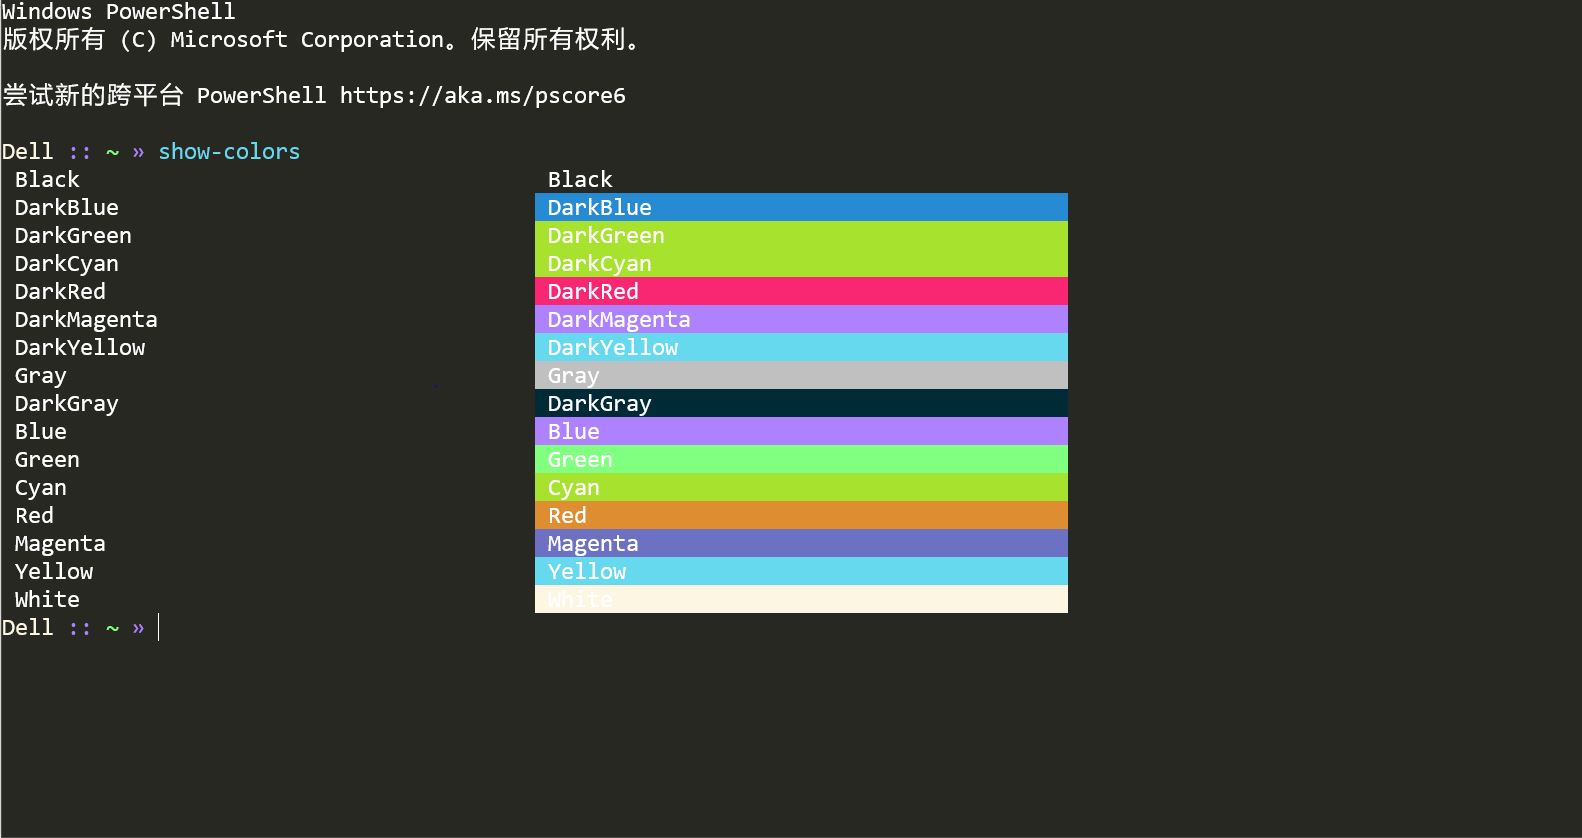 Windows PowerShell
版权所有 (C) Microsoft Corporation。保留所有权利。
尝试新的跨平台 PowerShell https://aka.ms/pscore6
Dell :: ~ » show-colors
Black Black
DarkBlue DarkBlue
DarkGreen DarkGreen
DarkCyan DarkCyan
DarkRed DarkRed
DarkMagenta DarkMagenta
DarkYellow DarkYellow
Gray Gray
DarkGray DarkGray
Blue Blue
Green Green
Cyan Cyan
Red Red
Magenta Magenta
Yellow Yellow
White White
Dell :: ~ »